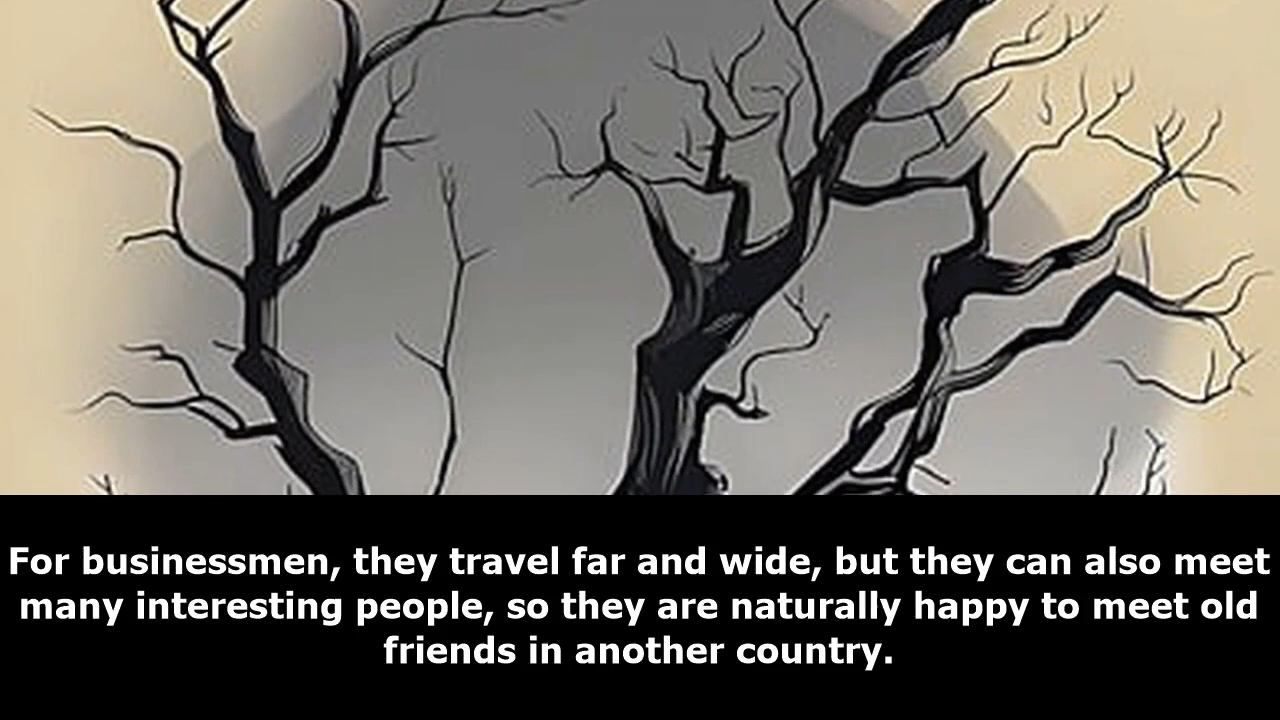 For businessmen, they travel far and wide, but they can also meet
many interesting people, so they are naturally happy to meet old
friends in another country.